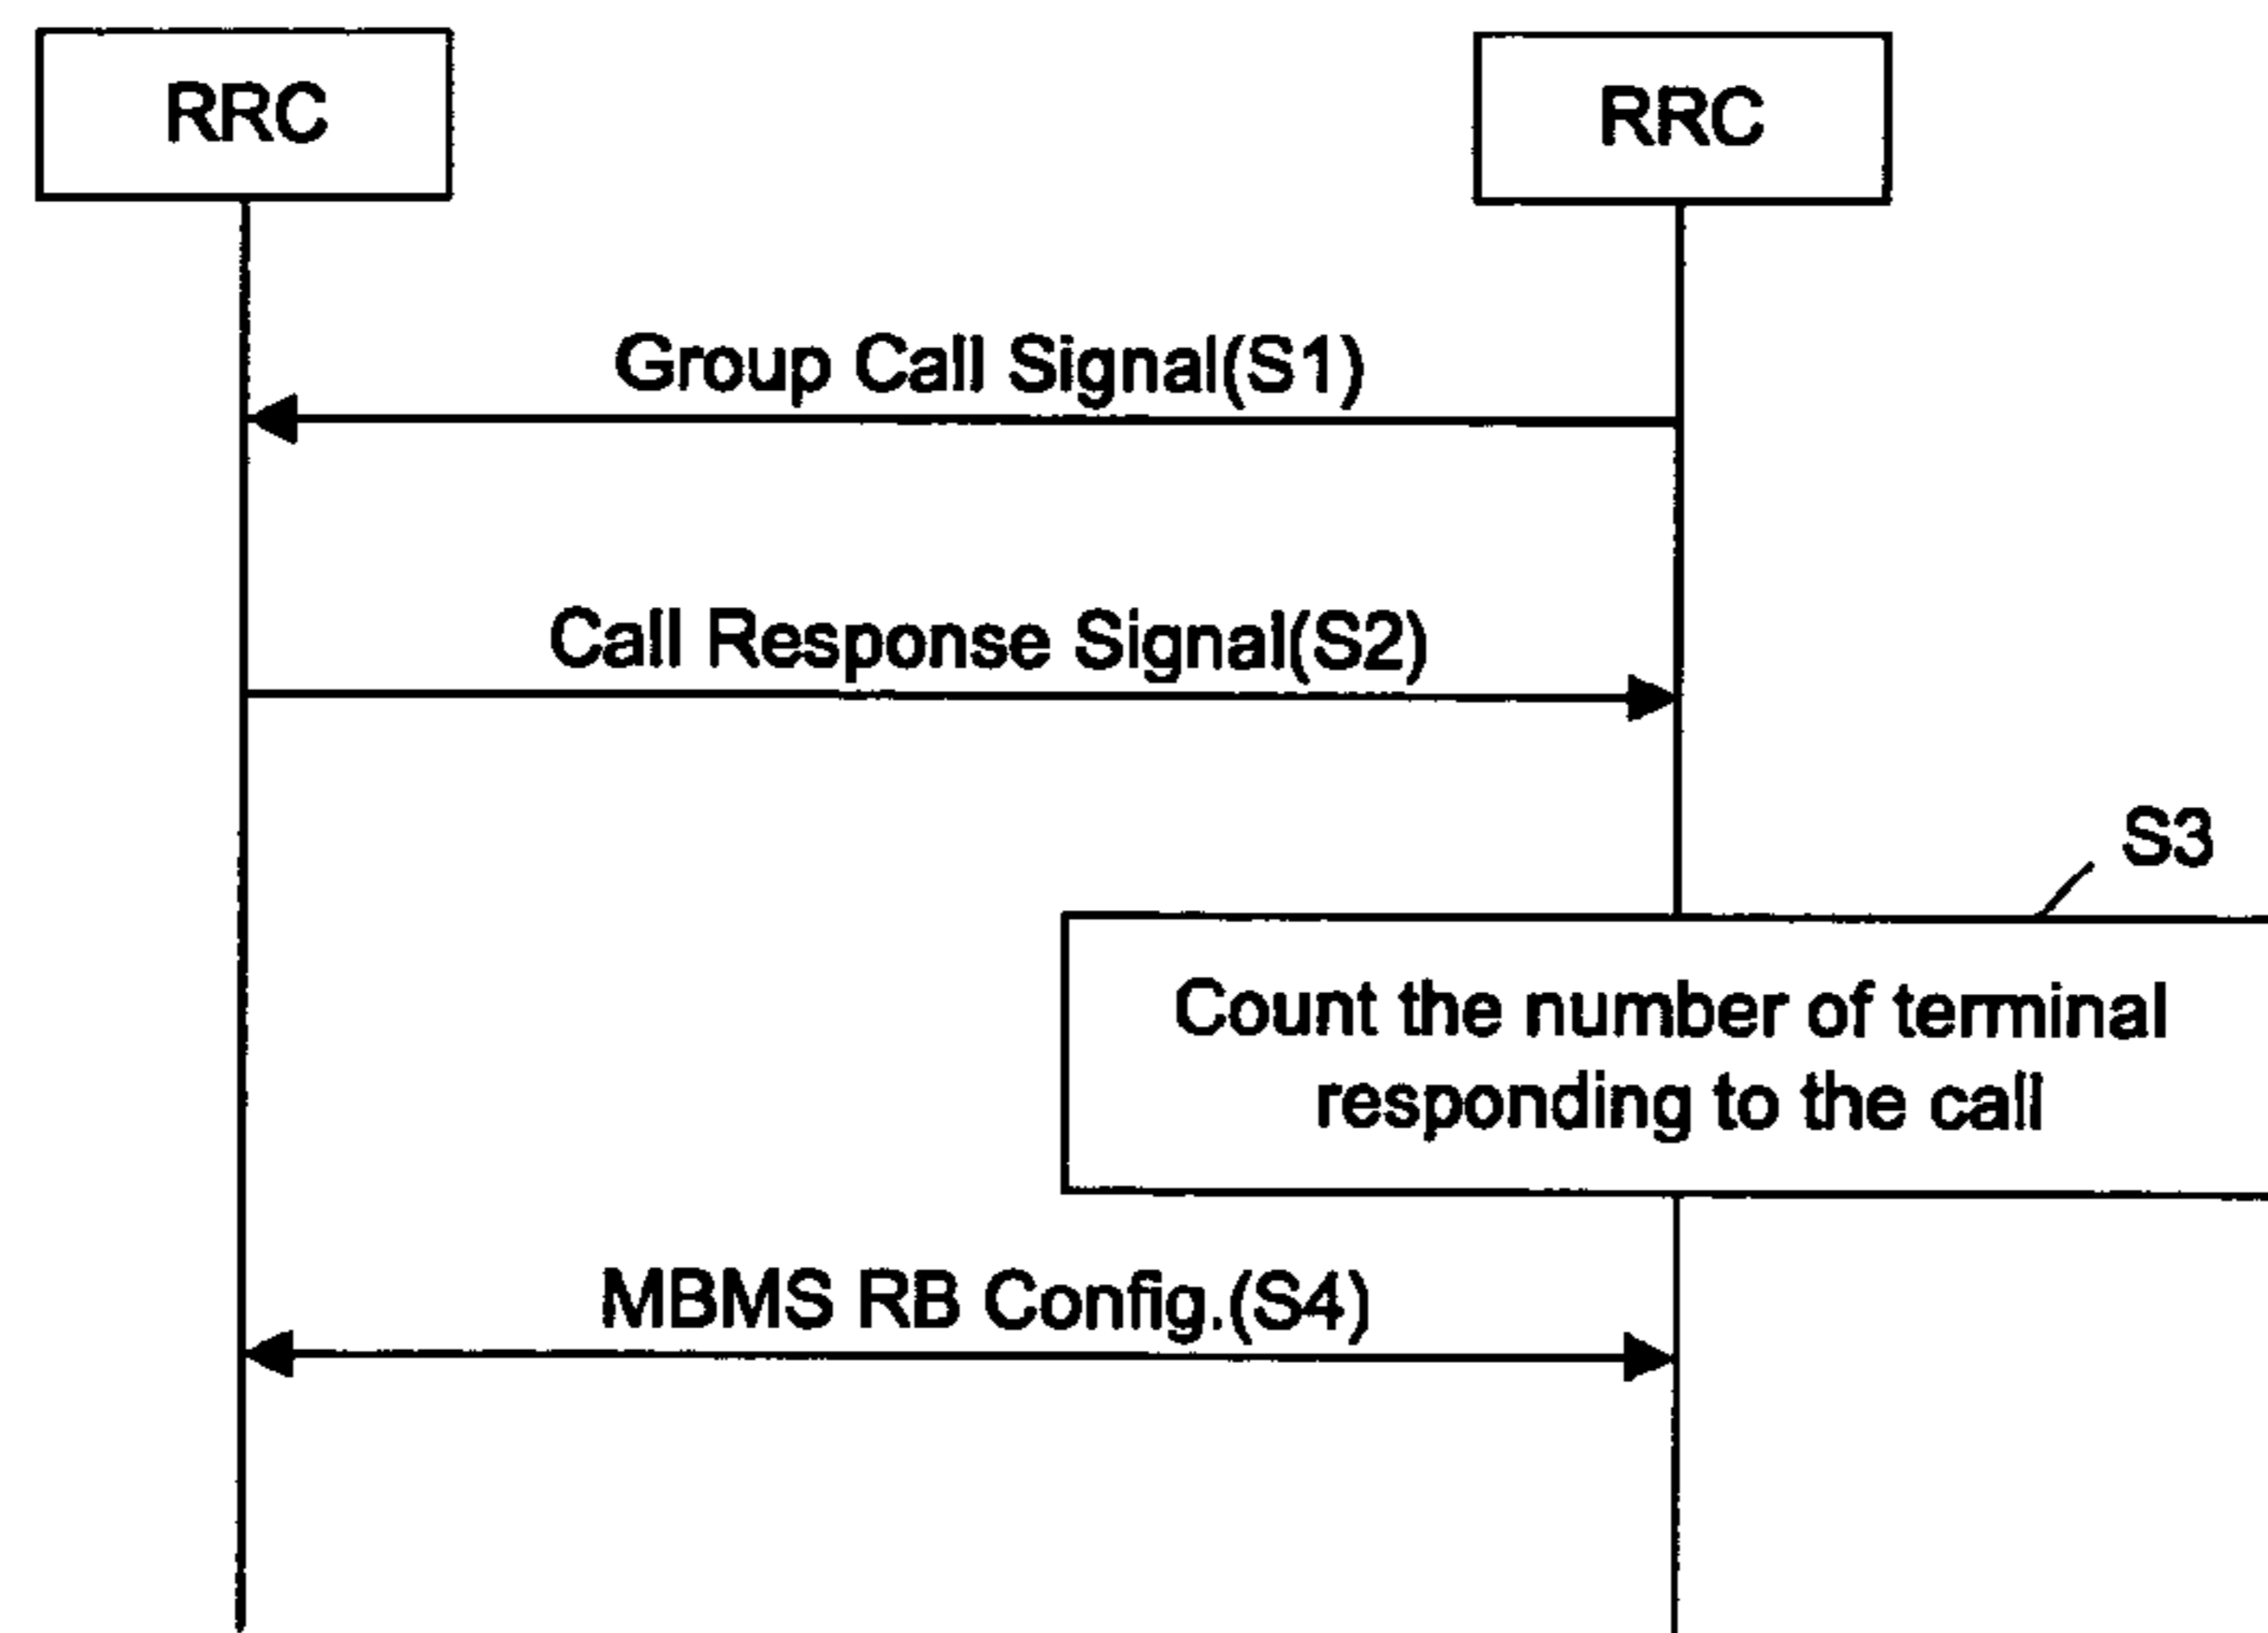 RRC
RRC
Group Call Signal(S1)
Call Response Signal(S2)
S3
Count the number of terminal
responding to the call
MBMS RB Config.(S4)